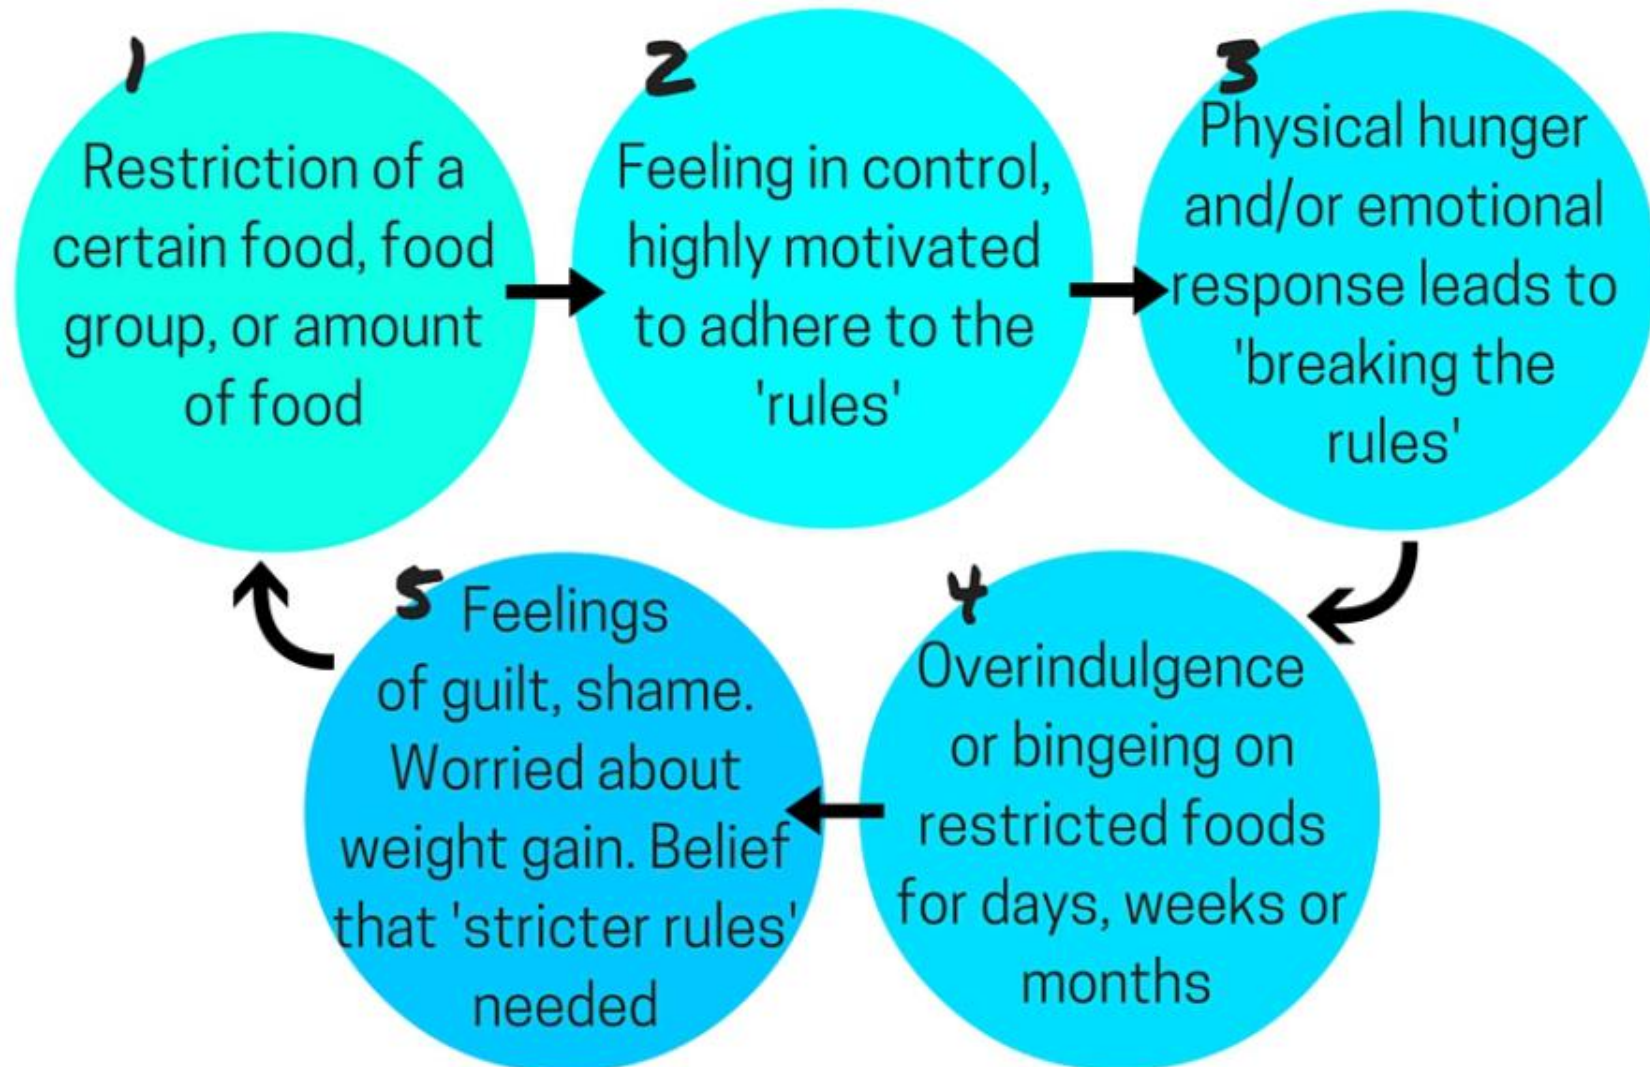 1
Restriction of a
certain food, food
group, or amount
of food
2
Feeling in control,
highly motivated
to adhere to the
'rules'
3
Physical hunger
and/or emotional
response leads to
'breaking the
rules'
4
Overindulgence
or bingeing on
restricted foods
for days, weeks or
months
5
Feelings
of guilt, shame.
Worried about
weight gain. Belief
that 'stricter rules'
needed